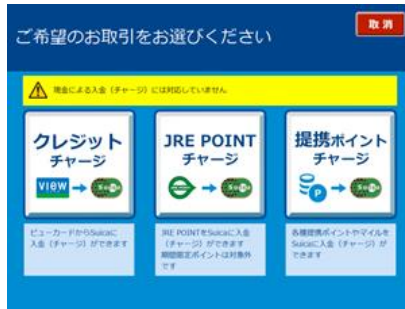 ご希望のお取引をお選びください
取消
現金による入金（チャージ）には対応していません
クレジット
チャージ
VIEW
ビューカードからSuicaに
入金（チャージ）ができます
JRE POINT
チャージ
JRE POINTをSuicaに入金
（チャージ）ができます
期間限定ポイントは対象外
です
提携ポイント
チャージ
P
各種提携ポイントやマイルを
Suicaに入金（チャージ）が
できます